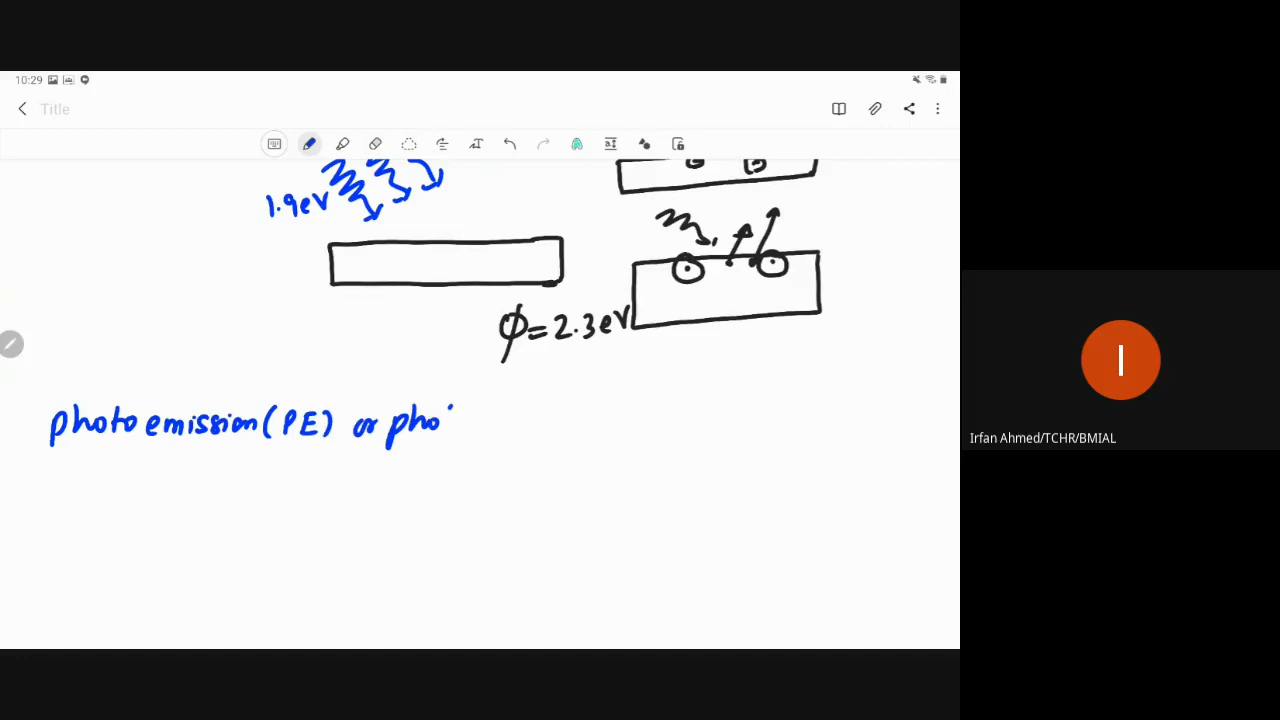 10:29
Title
1.9eV
φ=2.3eV
photoemission(PE) or pho
I
Irfan Ahmed/TCHR/BMIAL